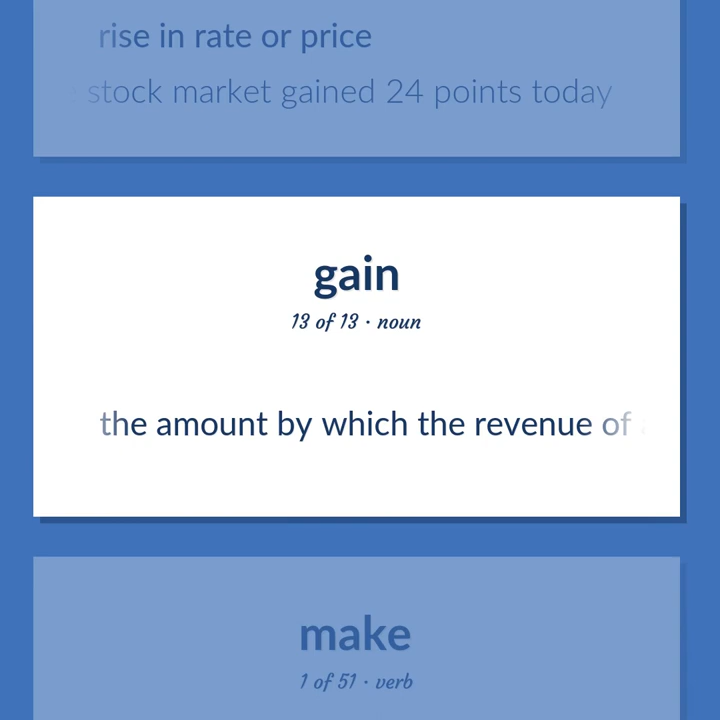 rise in rate or price
stock market gained 24 points today
gain
13 of 13 · noun
the amount by which the revenue of
make
1 of 51 · verb